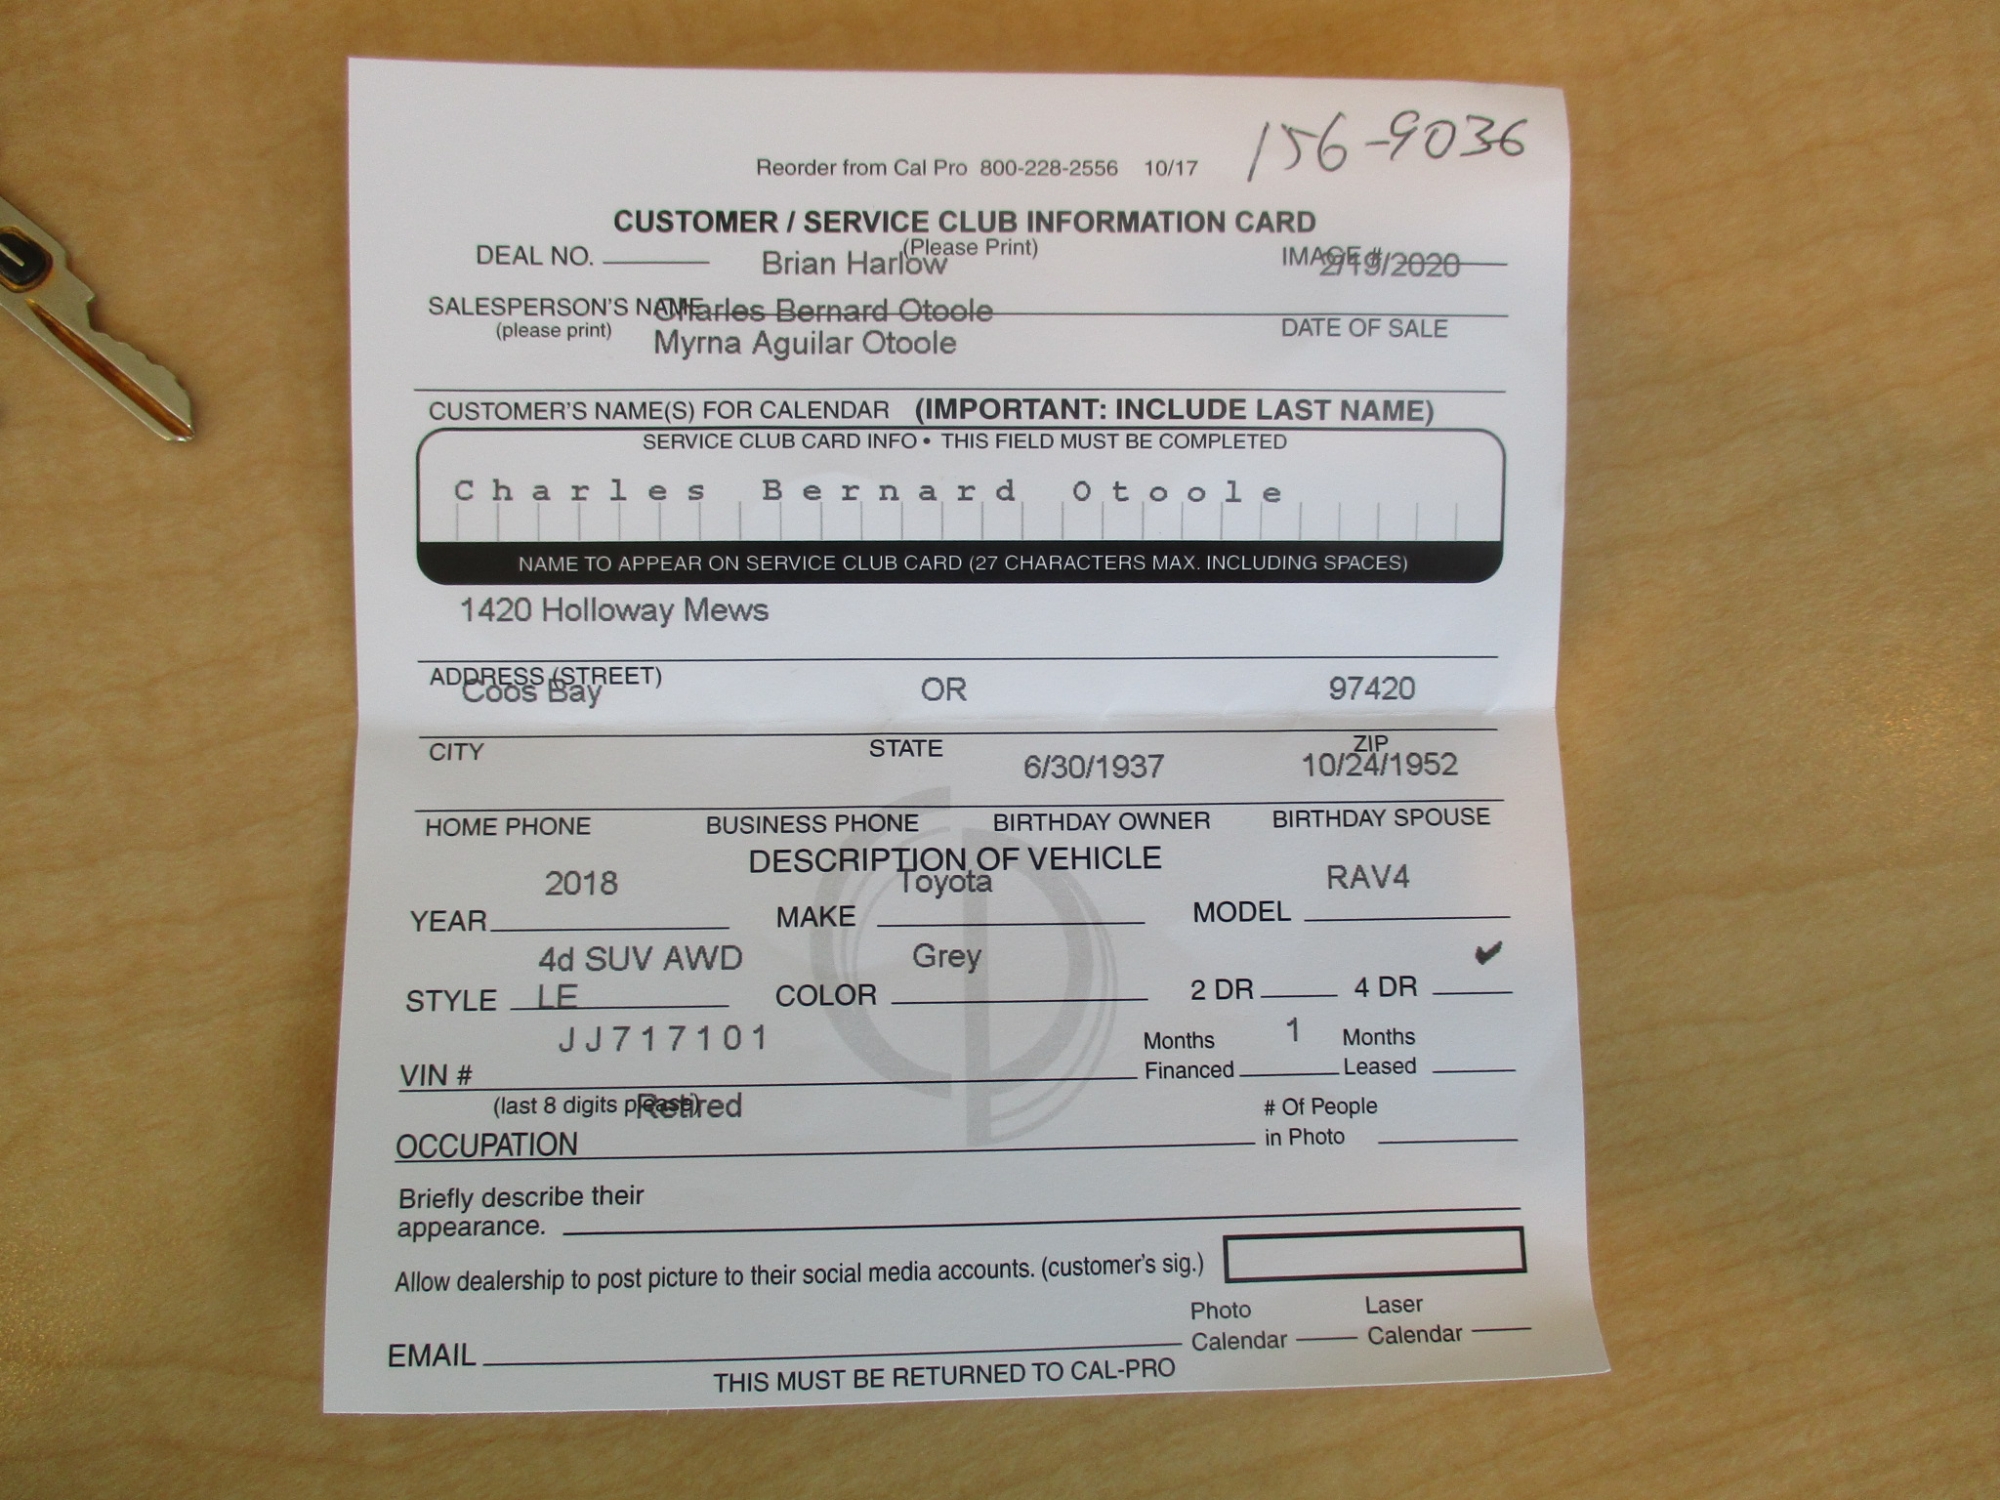 156-9036
Reorder from Cal Pro 800-228-2556 10/17
CUSTOMER / SERVICE CLUB INFORMATION CARD
(Please Print)
DEAL NO. Brian Harlow IMAGE # 2/19/2020
SALESPERSON'S NAME Charles Bernard Otoole
(please print) Myrna Aguilar Otoole DATE OF SALE
CUSTOMER'S NAME(S) FOR CALENDAR (IMPORTANT: INCLUDE LAST NAME)
SERVICE CLUB CARD INFO • THIS FIELD MUST BE COMPLETED
Charles Bernard Otoole
NAME TO APPEAR ON SERVICE CLUB CARD (27 CHARACTERS MAX. INCLUDING SPACES)
1420 Holloway Mews
ADDRESS (STREET)
Coos Bay OR 97420
CITY STATE ZIP
6/30/1937 10/24/1952
HOME PHONE BUSINESS PHONE BIRTHDAY OWNER BIRTHDAY SPOUSE
DESCRIPTION OF VEHICLE
2018 Toyota RAV4
YEAR MAKE MODEL
4d SUV AWD Grey ✔
STYLE LE COLOR 2 DR 4 DR
JJ717101 Months 1 Months
VIN # Financed Leased
(last 8 digits please) Retired # Of People
OCCUPATION in Photo
Briefly describe their
appearance.
Allow dealership to post picture to their social media accounts. (customer's sig.)
Photo Laser
EMAIL Calendar Calendar
THIS MUST BE RETURNED TO CAL-PRO